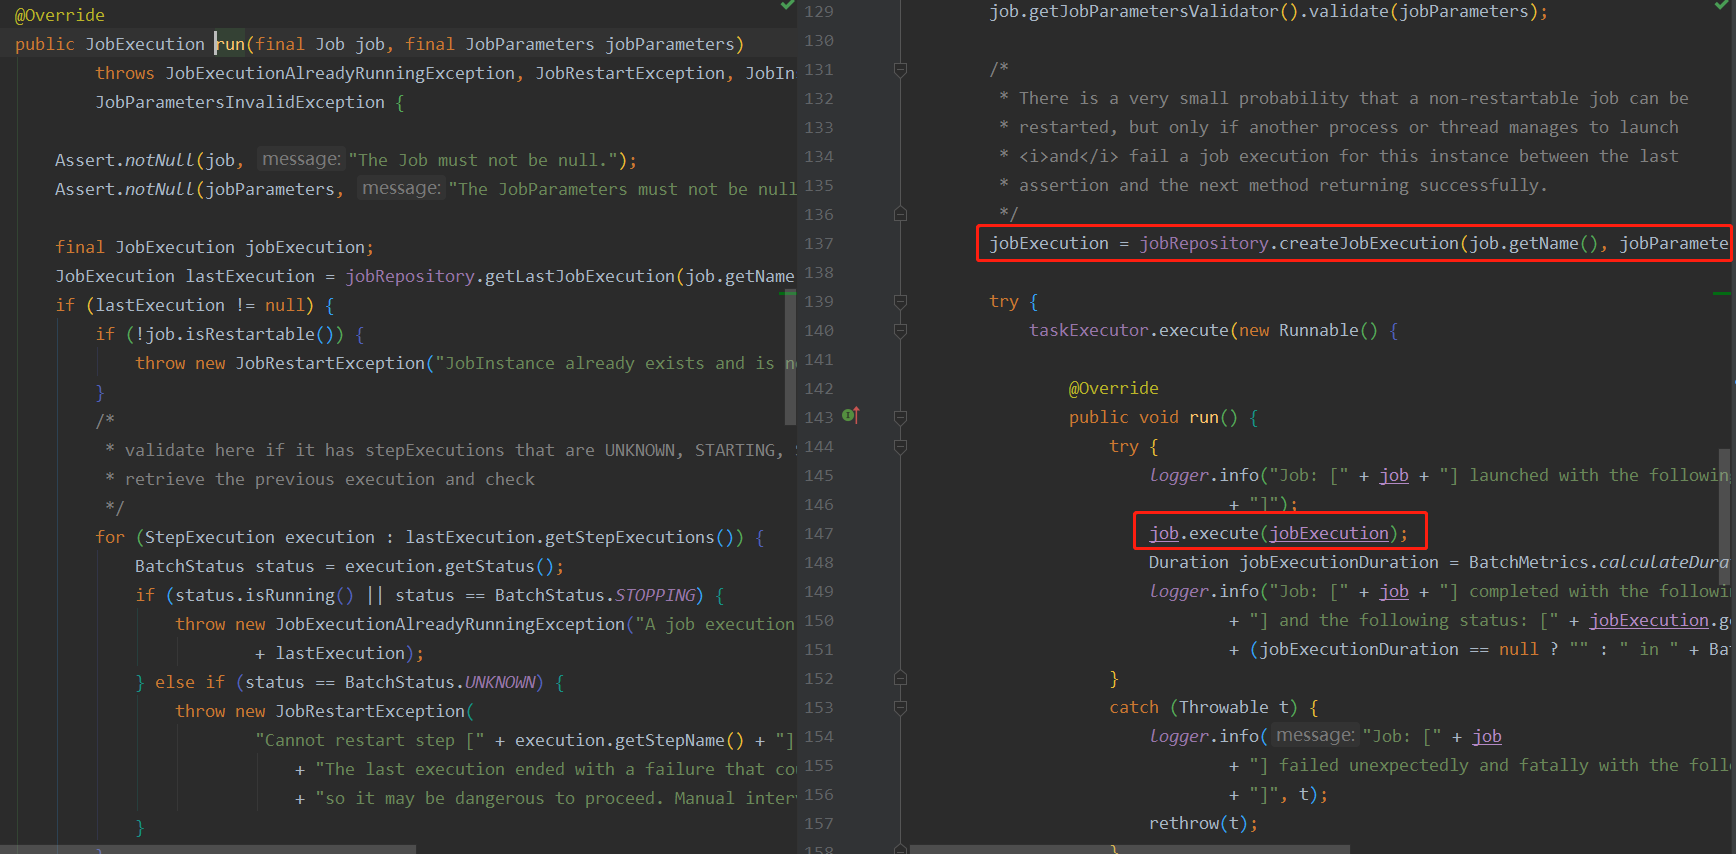 @Override
public JobExecution run(final Job job, final JobParameters jobParameters)
throws JobExecutionAlreadyRunningException, JobRestartException, JobIn
JobParametersInvalidException {
Assert.notNull(job, message: "The Job must not be null.");
Assert.notNull(jobParameters, message: "The JobParameters must not be null
final JobExecution jobExecution;
JobExecution lastExecution = jobRepository.getLastJobExecution(job.getName
if (lastExecution != null) {
if (!job.isRestartable()) {
throw new JobRestartException("JobInstance already exists and is n
}
/*
* validate here if it has stepExecutions that are UNKNOWN, STARTING,
* retrieve the previous execution and check
*/
for (StepExecution execution : lastExecution.getStepExecutions()) {
BatchStatus status = execution.getStatus();
if (status.isRunning() || status == BatchStatus.STOPPING) {
throw new JobExecutionAlreadyRunningException("A job execution
+ lastExecution);
} else if (status == BatchStatus.UNKNOWN) {
throw new JobRestartException(
"Cannot restart step [" + execution.getStepName() + "]
+ "The last execution ended with a failure that cou
+ "so it may be dangerous to proceed. Manual interv
}
129 job.getJobParametersValidator().validate(jobParameters);
130
131 /*
132 * There is a very small probability that a non-restartable job can be
133 * restarted, but only if another process or thread manages to launch
134 * <i>and</i> fail a job execution for this instance between the last
135 * assertion and the next method returning successfully.
136 */
137 jobExecution = jobRepository.createJobExecution(job.getName(), jobParamete
138
139 try {
140 taskExecutor.execute(new Runnable() {
141
142 @Override
143 public void run() {
144 try {
145 logger.info("Job: [" + job + "] launched with the followin
146 + "]");
147 job.execute(jobExecution);
148 Duration jobExecutionDuration = BatchMetrics.calculateDura
149 logger.info("Job: [" + job + "] completed with the followi
150 + "] and the following status: [" + jobExecution.ge
151 + (jobExecutionDuration == null ? "" : " in " + Ba
152 }
153 catch (Throwable t) {
154 logger.info( message: "Job: [" + job
155 + "] failed unexpectedly and fatally with the foll
156 + "]", t);
157 rethrow(t);
158 }